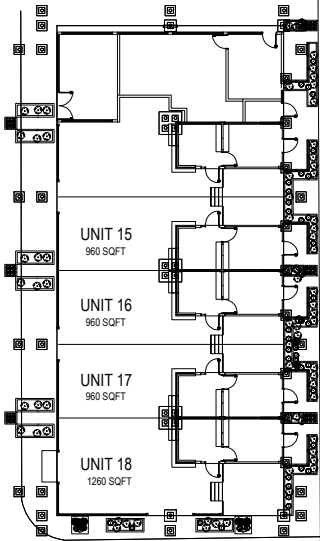 UNIT 15
960 SQFT
UNIT 16
960 SQFT
UNIT 17
960 SQFT
UNIT 18
1260 SQFT